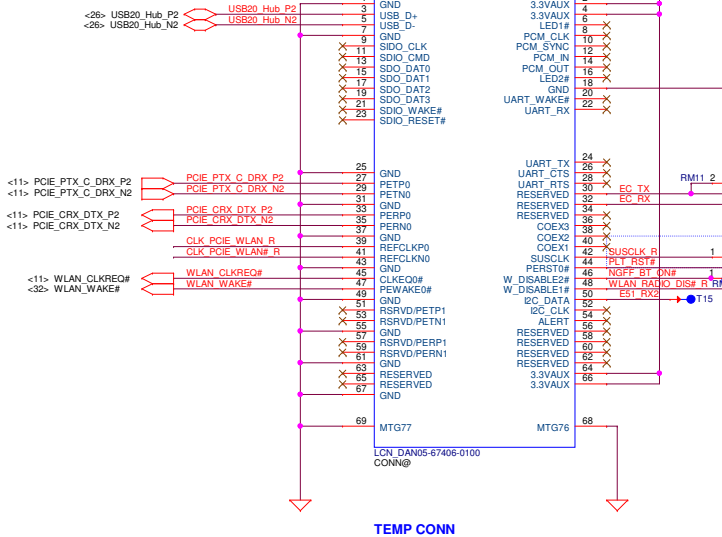 GND 3.3VAUX
<26> USB20_Hub_P2 USB20_Hub_P2 3 USB_D+ 3.3VAUX 4
<26> USB20_Hub_N2 USB20_Hub_N2 5 USB_D- LED1# 6
7 GND PCM_CLK 8
9 SIDO_CLK PCM_SYNC 10
11 SDIO_CMD PCM_IN 12
13 SDO_DAT0 PCM_OUT 14
15 SDO_DAT1 LED2# 16
17 SDO_DAT2 GND 18
19 SDO_DAT3 UART_WAKE# 20
21 SDIO_WAKE# UART_RX 22
23 SDIO_RESET#
UART_TX 24
25 GND UART_CTS 26
<11> PCIE_PTX_C_DRX_P2 PCIE_PTX_C_DRX_P2 27 PETP0 UART_RTS 28 RM11 2
<11> PCIE_PTX_C_DRX_N2 PCIE_PTX_C_DRX_N2 29 PETN0 RESERVED 30 EC_TX
31 GND RESERVED 32 EC_RX
<11> PCIE_CRX_DTX_P2 PCIE_CRX_DTX_P2 33 PERP0 RESERVED 34
<11> PCIE_CRX_DTX_N2 PCIE_CRX_DTX_N2 35 PERN0 COEX3 36
37 GND COEX2 38
CLK_PCIE_WLAN_R 39 REFCLKP0 COEX1 40
CLK_PCIE_WLAN#_R 41 REFCLKN0 SUSCLK 42 SUSCLK_R 1
43 GND PERST0# 44 PLT_RST#
<11> WLAN_CLKREQ# WLAN_CLKREQ# 45 CLKEQ0# W_DISABLE2# 46 NGFF_BT_ON# 1
<32> WLAN_WAKE# WLAN_WAKE# 47 PEWAKE0# W_DISABLE1# 48 WLAN_RADIO_DIS#_R
49 GND I2C_DATA 50 E51_RX2 T15
51 RSRVD/PETP1 I2C_CLK 52
53 RSRVD/PETN1 ALERT 54
55 GND RESERVED 56
57 RSRVD/PERP1 RESERVED 58
59 RSRVD/PERN1 RESERVED 60
61 GND RESERVED 62
63 RESERVED 3.3VAUX 64
65 RESERVED 3.3VAUX 66
67 GND
69 MTG77 MTG76 68
LCN_DAN05-67406-0100
CONN@
TEMP CONN